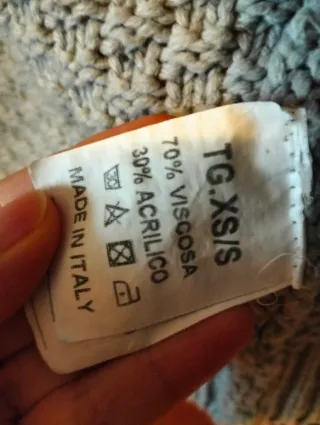 TG.XS/S
70% VISCOSA
30% ACRILICO
MADE IN ITALY